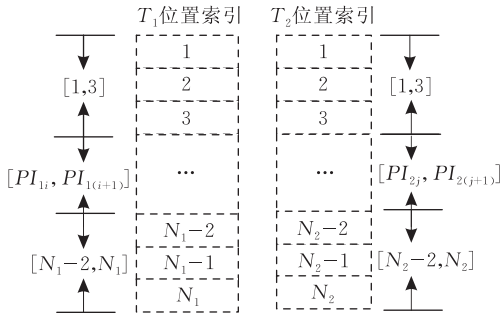 T₁位置索引 T₂位置索引
1 1
2 2
[1,3] [1,3]
3 3
... ...
[PI₁ᵢ, PI₁₍ᵢ₊₁₎] [PI₂ⱼ, PI₂₍ⱼ₊₁₎]
N₁−2 N₂−2
[N₁−2,N₁] N₁−1 N₂−1 [N₂−2,N₂]
N₁ N₂